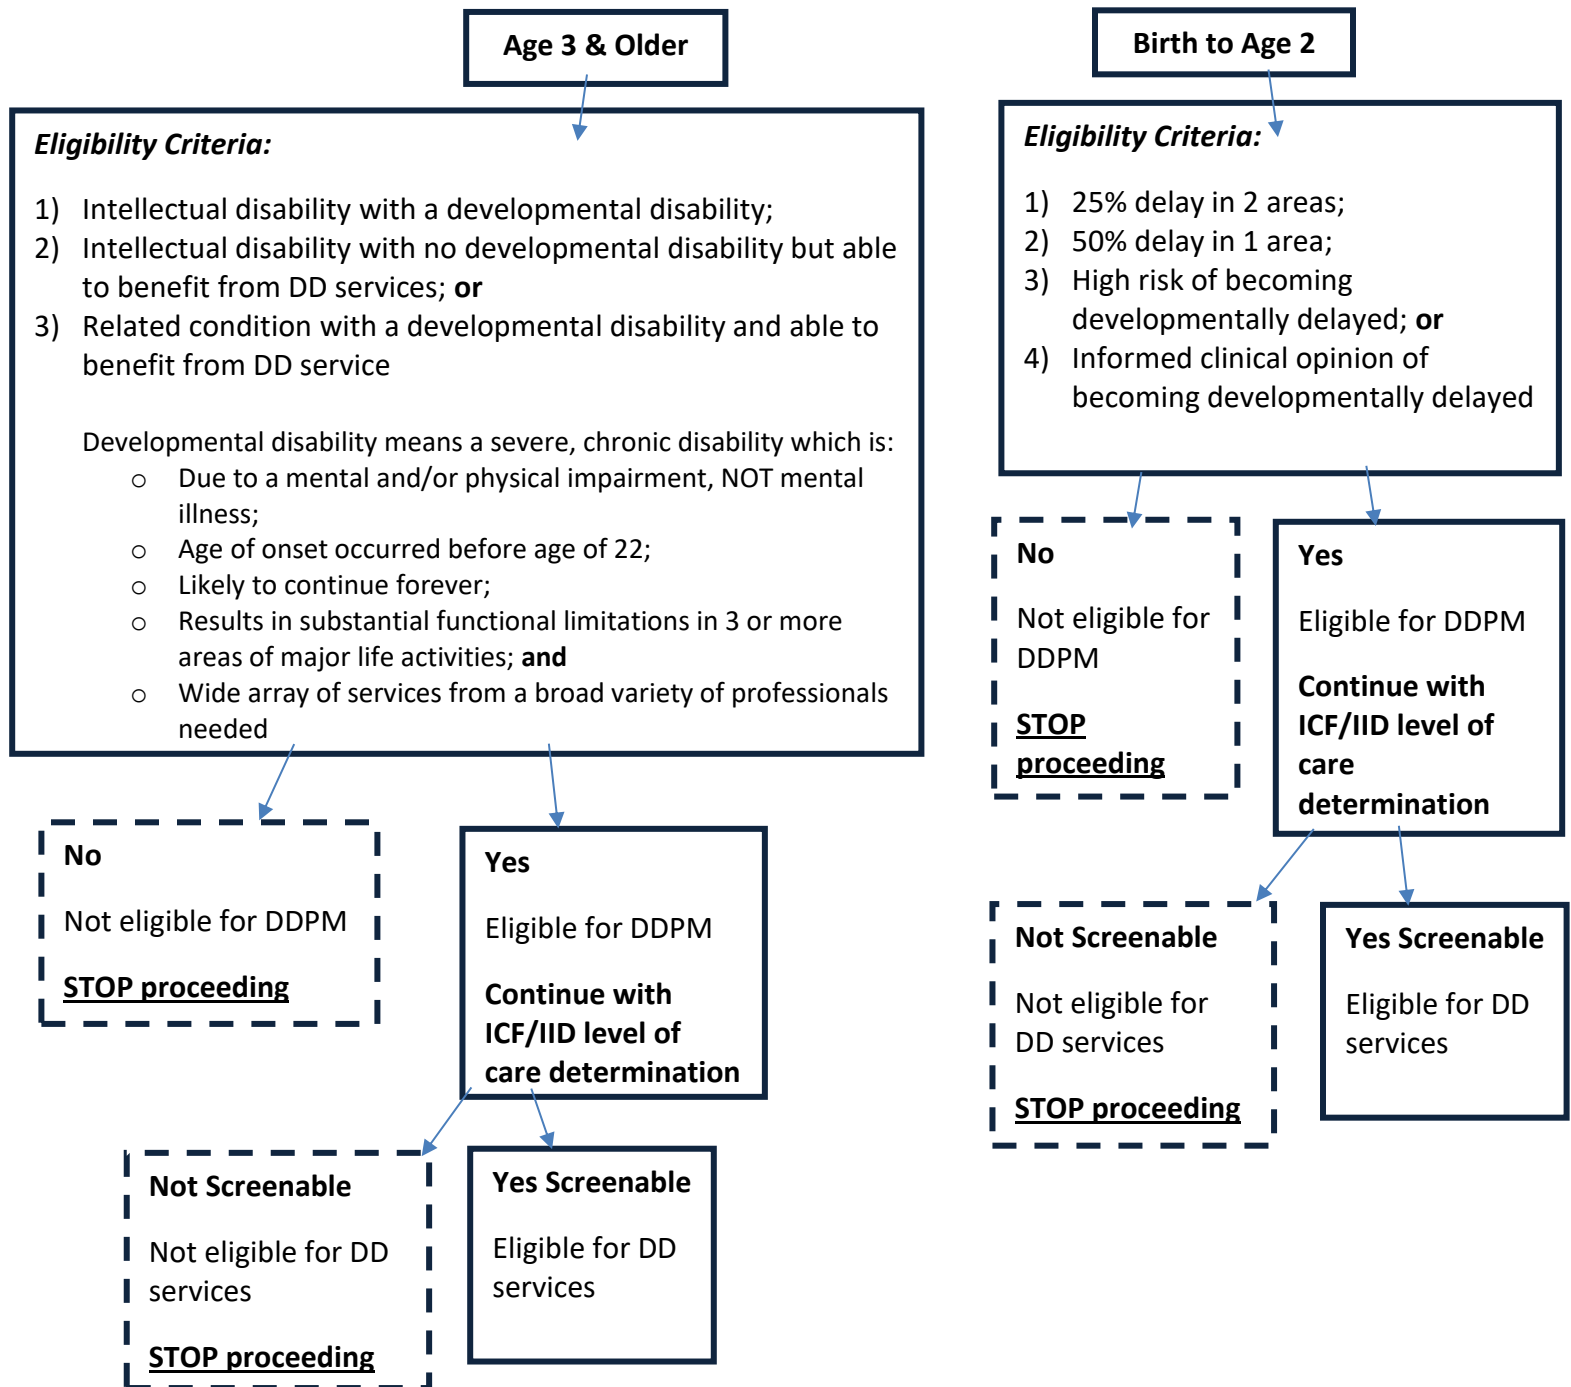 Age 3 & Older
Eligibility Criteria:
1) Intellectual disability with a developmental disability;
2) Intellectual disability with no developmental disability but able
to benefit from DD services; or
3) Related condition with a developmental disability and able to
benefit from DD service
Developmental disability means a severe, chronic disability which is:
o Due to a mental and/or physical impairment, NOT mental
illness;
o Age of onset occurred before age of 22;
o Likely to continue forever;
o Results in substantial functional limitations in 3 or more
areas of major life activities; and
o Wide array of services from a broad variety of professionals
needed
No
Not eligible for DDPM
STOP proceeding
Yes
Eligible for DDPM
Continue with
ICF/IID level of
care determination
Not Screenable
Not eligible for DD
services
STOP proceeding
Yes Screenable
Eligible for DD
services
Birth to Age 2
Eligibility Criteria:
1) 25% delay in 2 areas;
2) 50% delay in 1 area;
3) High risk of becoming
developmentally delayed; or
4) Informed clinical opinion of
becoming developmentally delayed
No
Not eligible for
DDPM
STOP
proceeding
Yes
Eligible for DDPM
Continue with
ICF/IID level of
care
determination
Not Screenable
Not eligible for
DD services
STOP proceeding
Yes Screenable
Eligible for DD
services